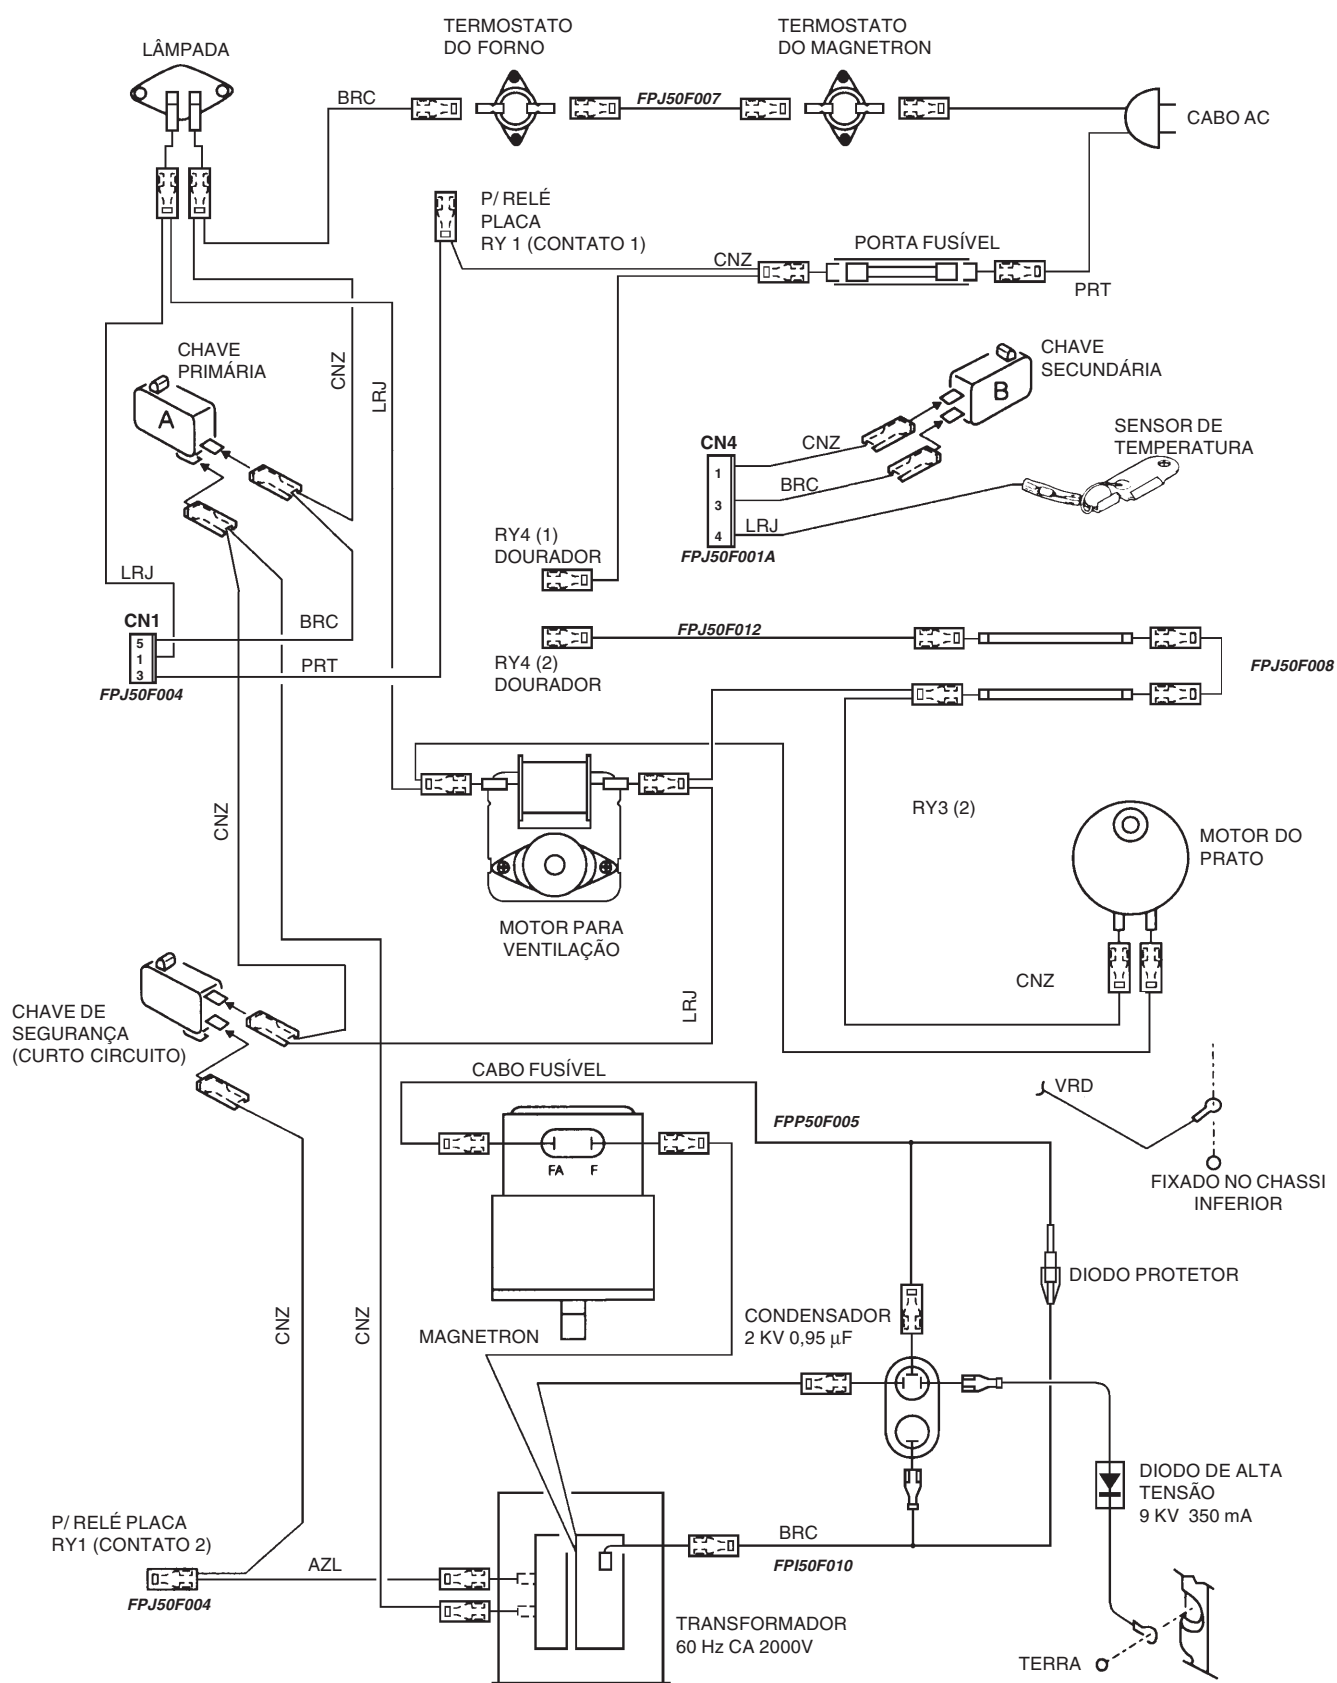 TERMOSTATO
DO FORNO
TERMOSTATO
DO MAGNETRON
LÂMPADA
BRC
FPJ50F007
CABO AC
P/ RELÉ
PLACA
RY 1 (CONTATO 1)
CNZ
PORTA FUSÍVEL
PRT
CHAVE
PRIMÁRIA
A
CNZ
LRJ
CHAVE
SECUNDÁRIA
B
SENSOR DE
TEMPERATURA
CN4
CNZ
1
BRC
3
LRJ
4
FPJ50F001A
RY4 (1)
DOURADOR
LRJ
CN1
BRC
5
1
PRT
3
FPJ50F004
FPJ50F012
RY4 (2)
DOURADOR
FPJ50F008
CNZ
RY3 (2)
MOTOR DO
PRATO
MOTOR PARA
VENTILAÇÃO
CNZ
LRJ
CHAVE DE
SEGURANÇA
(CURTO CIRCUITO)
CABO FUSÍVEL
VRD
FPP50F005
FA F
FIXADO NO CHASSI
INFERIOR
DIODO PROTETOR
CNZ
CNZ
MAGNETRON
CONDENSADOR
2 KV 0,95 µF
DIODO DE ALTA
TENSÃO
9 KV 350 mA
P/ RELÉ PLACA
RY1 (CONTATO 2)
AZL
FPJ50F004
BRC
FPI50F010
TRANSFORMADOR
60 Hz CA 2000V
TERRA